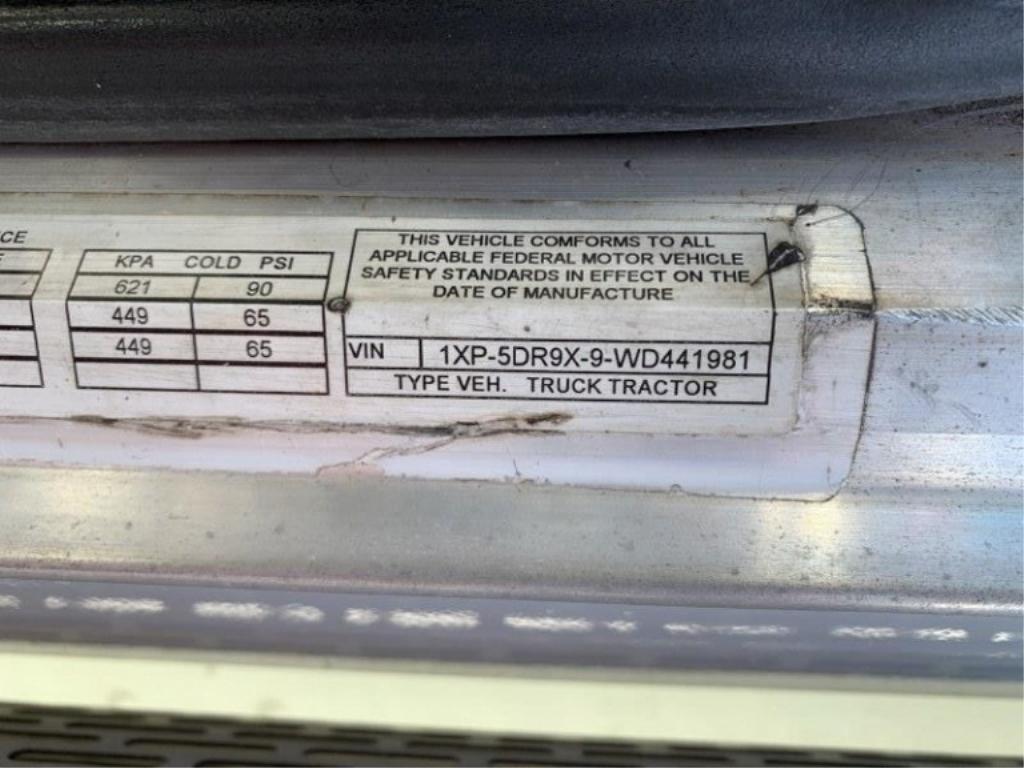 CE
KPA COLD PSI
621 90
449 65
449 65
THIS VEHICLE COMFORMS TO ALL
APPLICABLE FEDERAL MOTOR VEHICLE
SAFETY STANDARDS IN EFFECT ON THE
DATE OF MANUFACTURE
VIN 1XP-5DR9X-9-WD441981
TYPE VEH. TRUCK TRACTOR